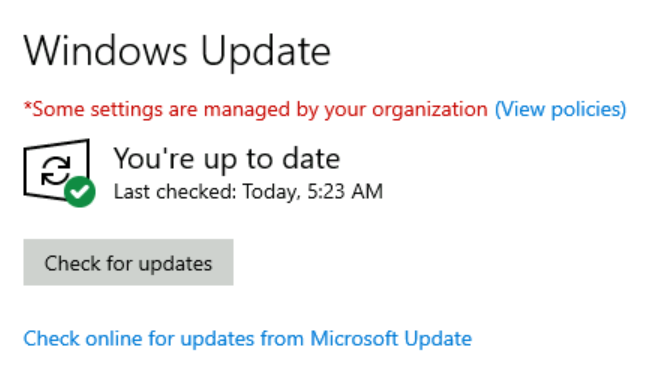 Windows Update
*Some settings are managed by your organization (View policies)
You're up to date
Last checked: Today, 5:23 AM
Check for updates
Check online for updates from Microsoft Update